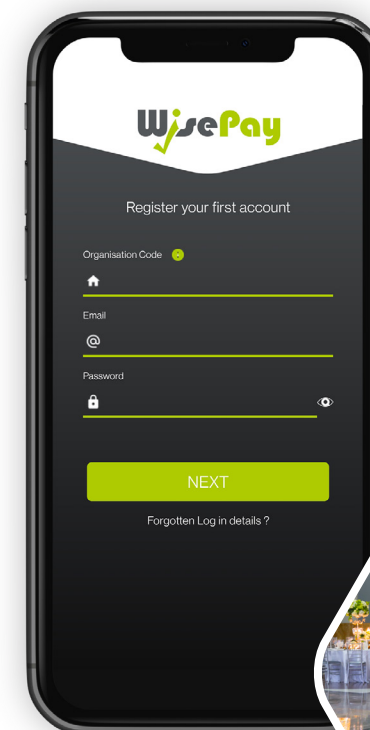 WisePay
Register your first account
Organisation Code
Email
@
Password
NEXT
Forgotten Log in details ?